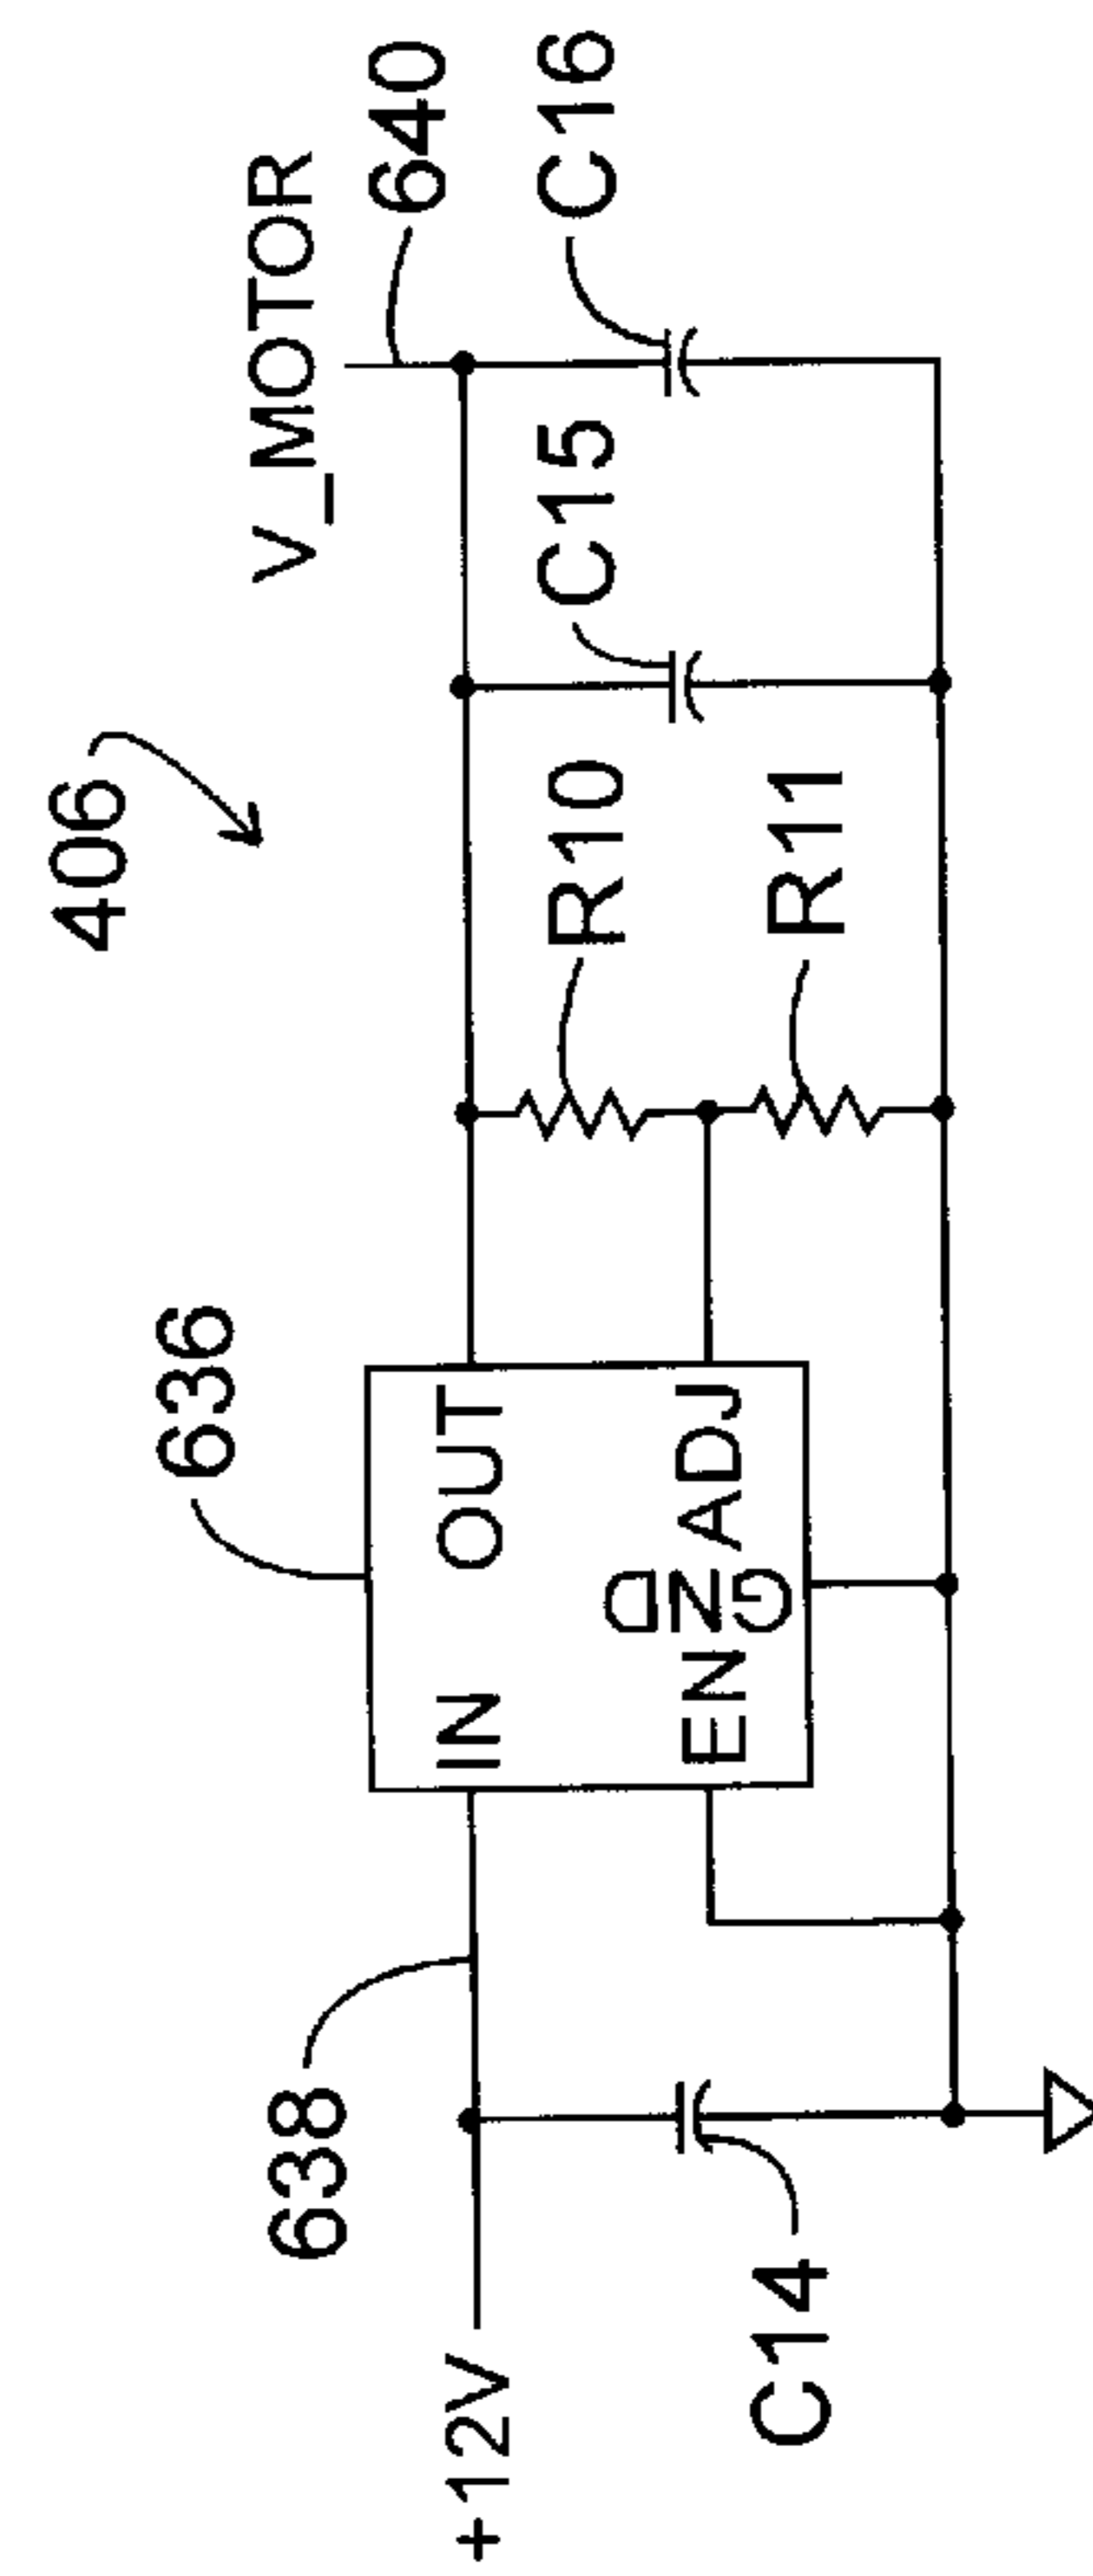 406
636
V_MOTOR
640
638
+12V
IN
OUT
EN
GND
ADJ
C14
R10
R11
C15
C16